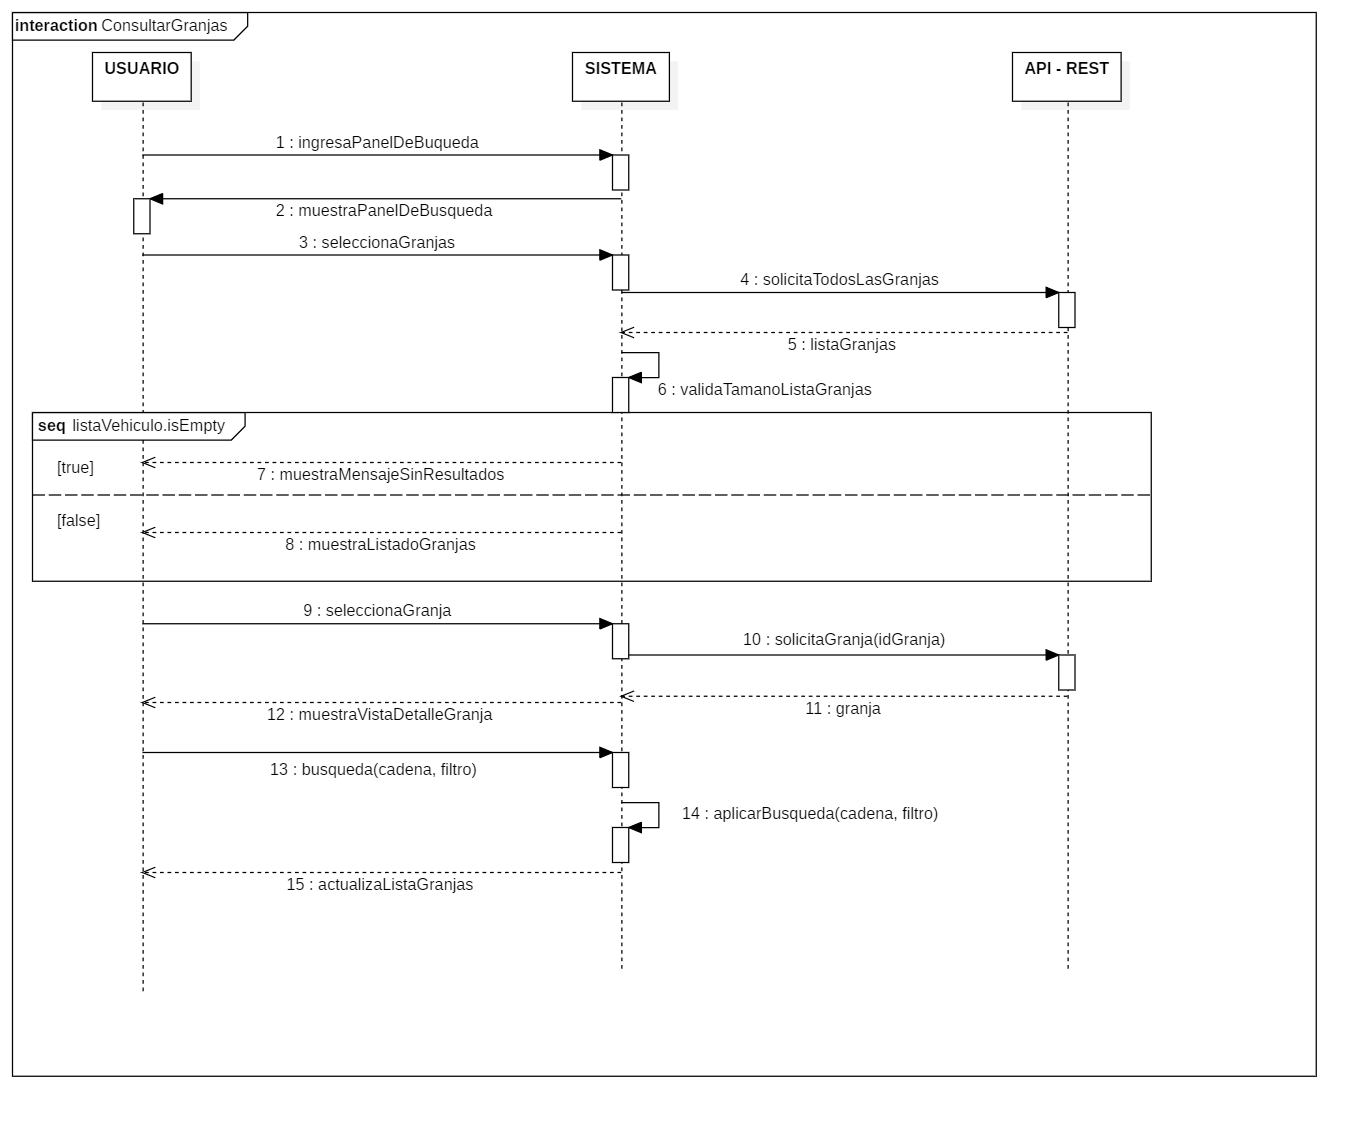 interaction ConsultarGranjas
USUARIO
SISTEMA
API - REST
1 : ingresaPanelDeBuqueda
2 : muestraPanelDeBusqueda
3 : seleccionaGranjas
4 : solicitaTodosLasGranjas
5 : listaGranjas
6 : validaTamanoListaGranjas
seq listaVehiculo.isEmpty
[true]
7 : muestraMensajeSinResultados
[false]
8 : muestraListadoGranjas
9 : seleccionaGranja
10 : solicitaGranja(idGranja)
11 : granja
12 : muestraVistaDetalleGranja
13 : busqueda(cadena, filtro)
14 : aplicarBusqueda(cadena, filtro)
15 : actualizaListaGranjas